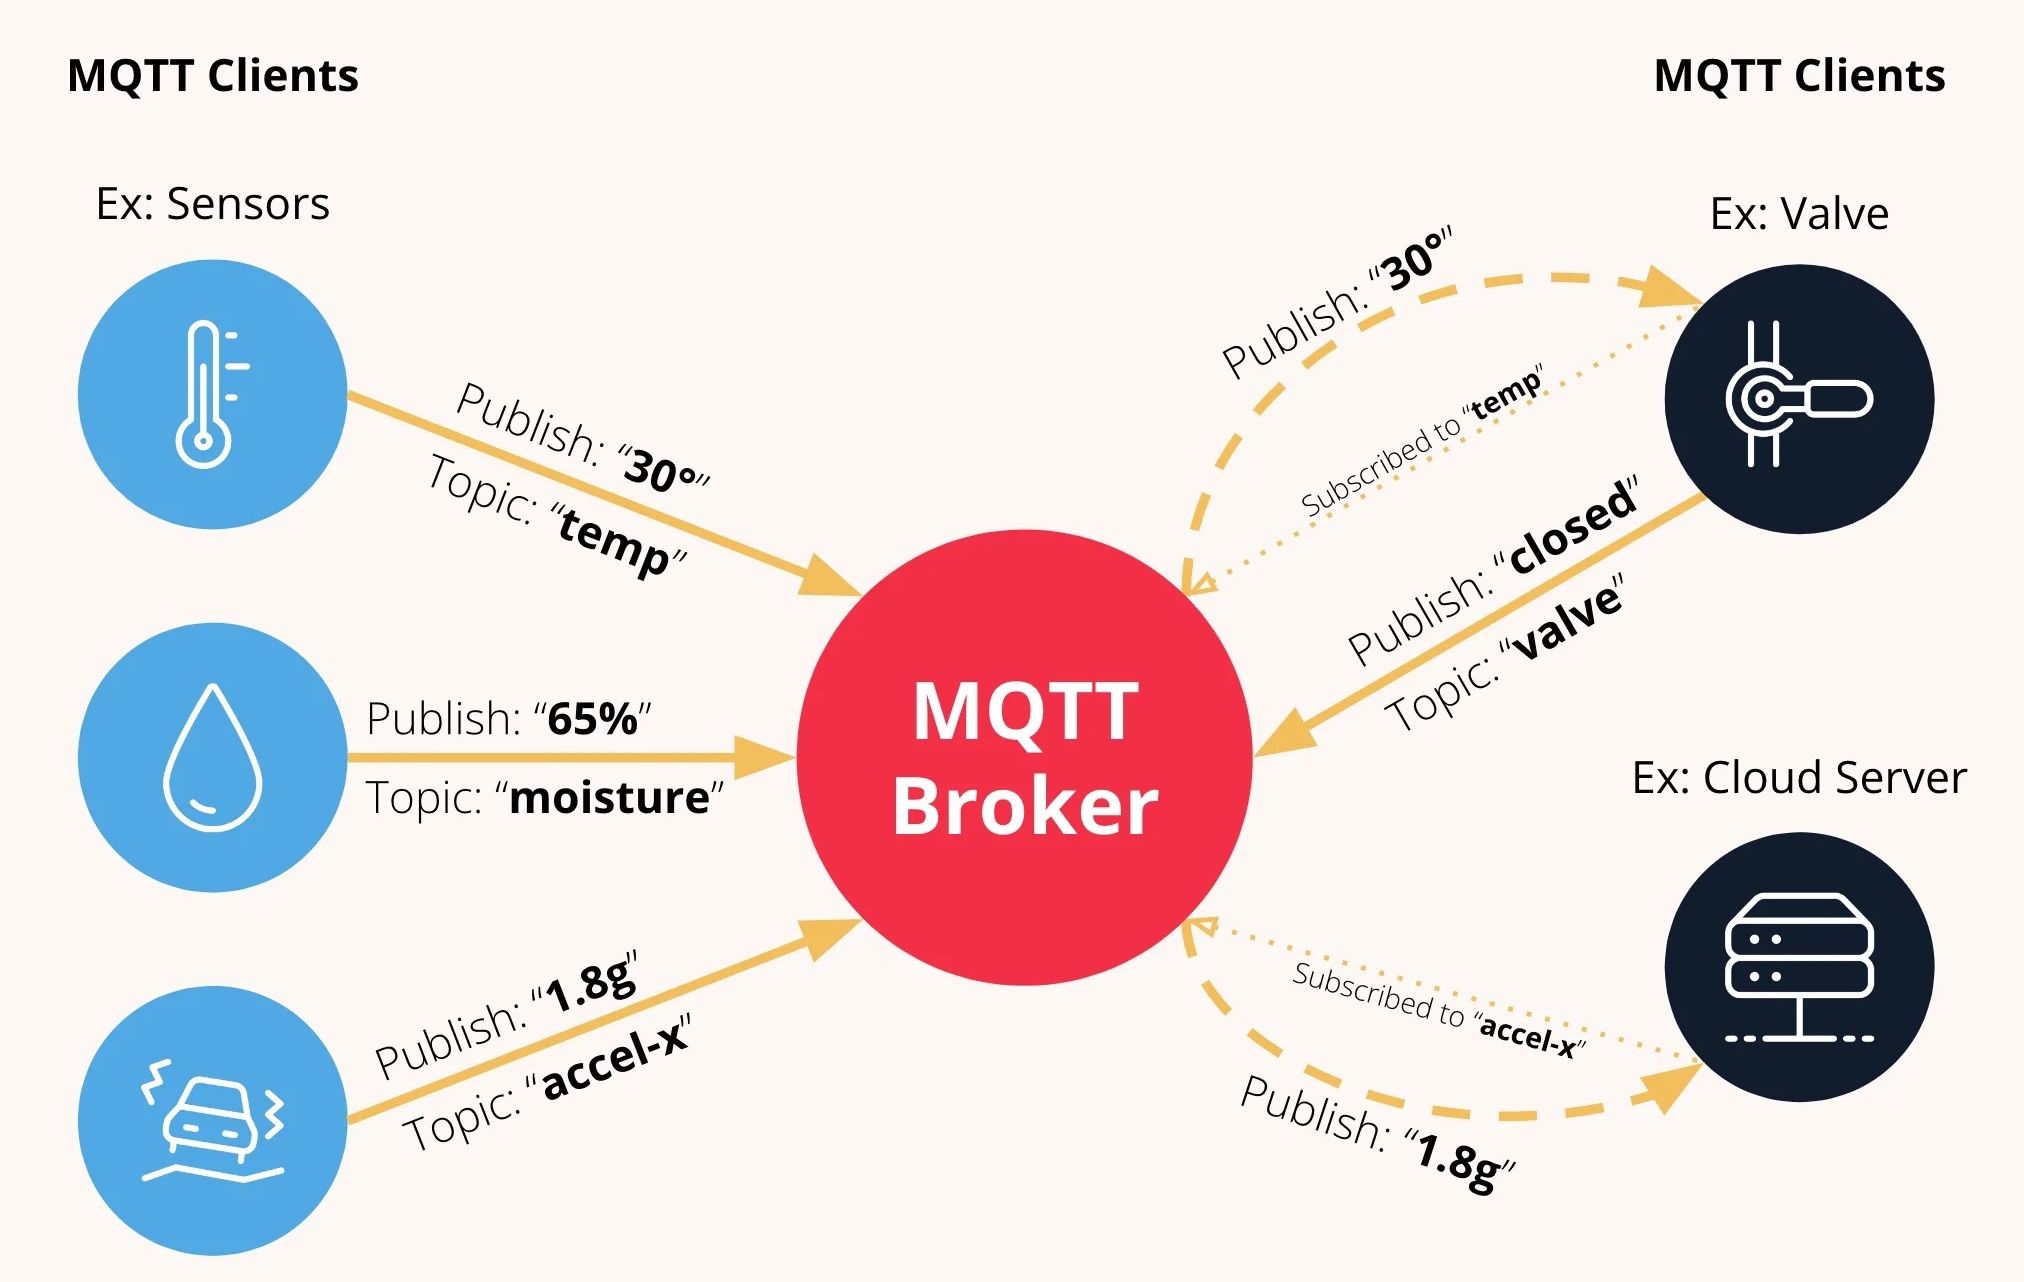 MQTT Clients
MQTT Clients
Ex: Sensors
Ex: Valve
Publish: “30°”
Topic: “temp”
Publish: “30°”
Subscribed to “temp”
Publish: “closed”
Topic: “valve”
Publish: “65%”
Topic: “moisture”
MQTT
Broker
Ex: Cloud Server
Publish: “1.8g”
Topic: “accel-x”
Subscribed to “accel-x”
Publish: “1.8g”